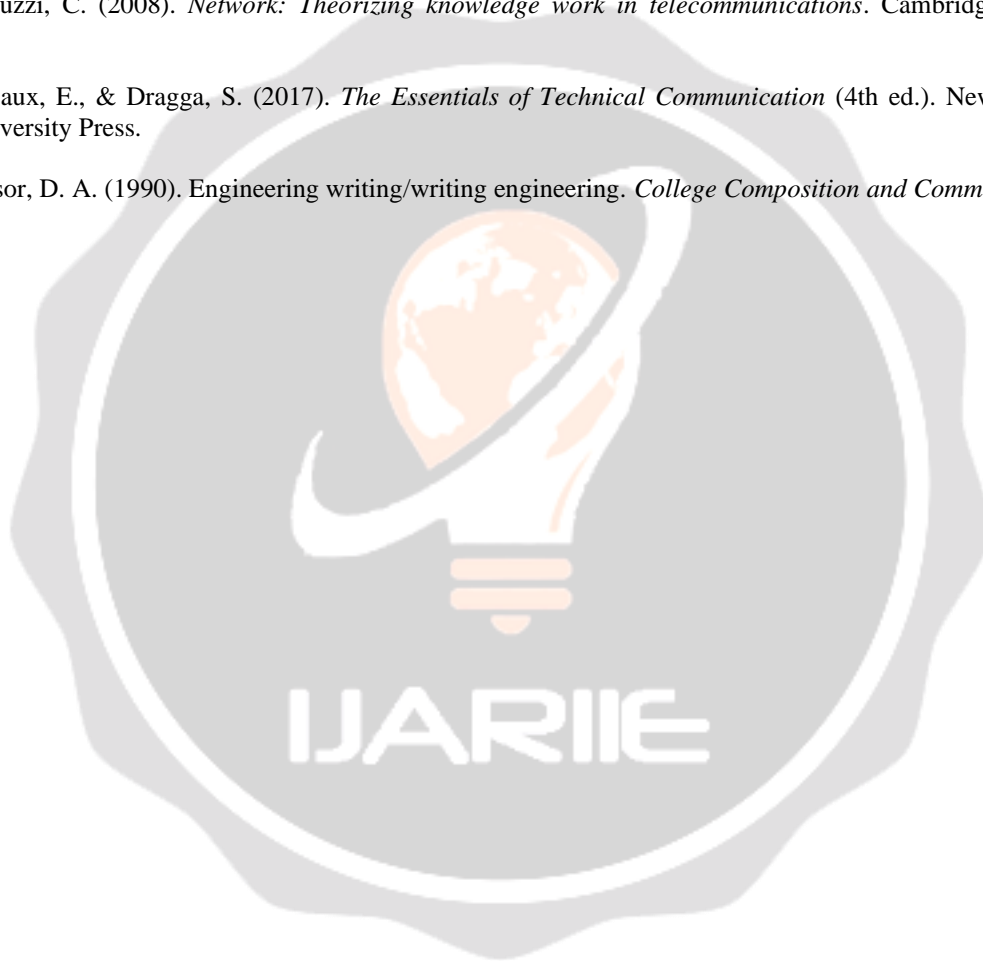 uzzi, C. (2008). Network: Theorizing knowledge work in telecommunications. Cambridg
aux, E., & Dragga, S. (2017). The Essentials of Technical Communication (4th ed.). New
versity Press.
sor, D. A. (1990). Engineering writing/writing engineering. College Composition and Comm
IJARIIE